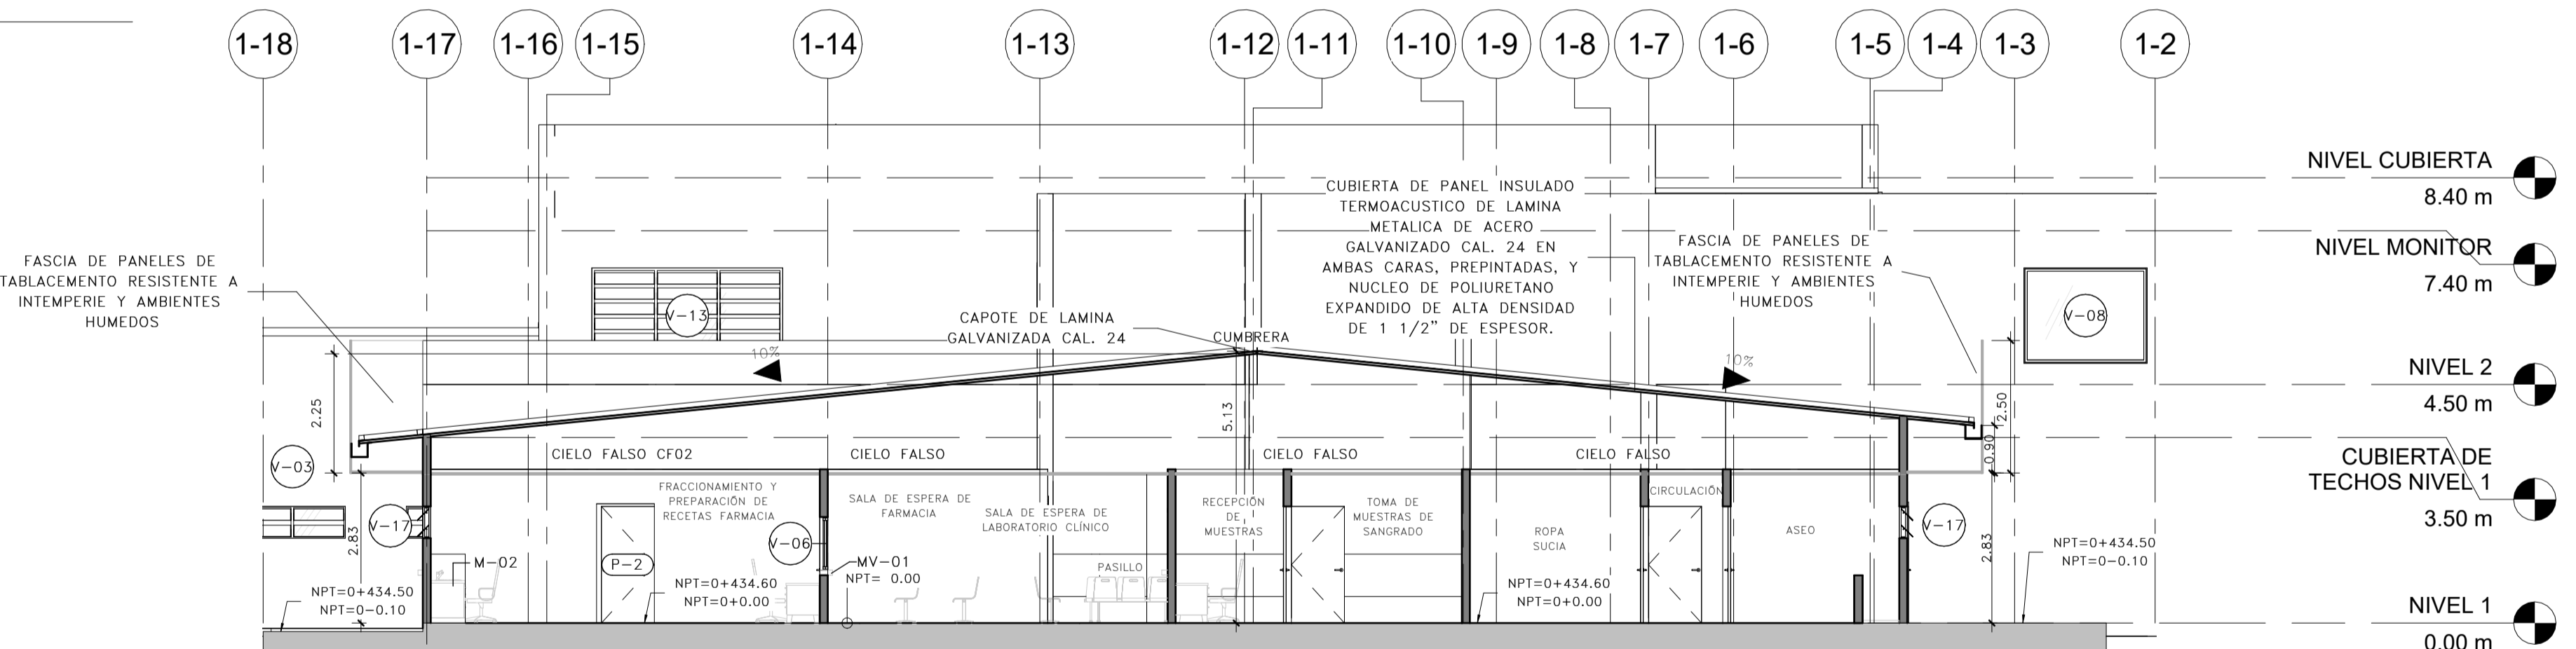 1-18
1-17
1-16
1-15
1-14
1-13
1-12
1-11
1-10
1-9
1-8
1-7
1-6
1-5
1-4
1-3
1-2
NIVEL CUBIERTA
8.40 m
NIVEL MONITOR
7.40 m
NIVEL 2
4.50 m
CUBIERTA DE
TECHOS NIVEL 1
3.50 m
NIVEL 1
0.00 m
FASCIA DE PANELES DE
TABLACEMENTO RESISTENTE A
INTEMPERIE Y AMBIENTES
HUMEDOS
V-13
CAPOTE DE LAMINA
GALVANIZADA CAL. 24
CUMBRERA
CUBIERTA DE PANEL INSULADO
TERMOACUSTICO DE LAMINA
METALICA DE ACERO
GALVANIZADO CAL. 24 EN
AMBAS CARAS, PREPINTADAS, Y
NUCLEO DE POLIURETANO
EXPANDIDO DE ALTA DENSIDAD
DE 1 1/2" DE ESPESOR.
FASCIA DE PANELES DE
TABLACEMENTO RESISTENTE A
INTEMPERIE Y AMBIENTES
HUMEDOS
V-08
10%
10%
2.25
5.13
2.50
0.90
V-03
CIELO FALSO CF02
CIELO FALSO
CIELO FALSO
CIELO FALSO
FRACCIONAMIENTO Y
PREPARACIÓN DE
RECETAS FARMACIA
SALA DE ESPERA DE
FARMACIA
SALA DE ESPERA DE
LABORATORIO CLÍNICO
RECEPCIÓN
DE
MUESTRAS
TOMA DE
MUESTRAS DE
SANGRADO
ROPA
SUCIA
CIRCULACIÓN
ASEO
V-17
V-17
2.83
2.83
V-06
M-02
P-2
MV-01
NPT= 0.00
PASILLO
NPT=0+434.50
NPT=0-0.10
NPT=0+434.60
NPT=0+0.00
NPT=0+434.60
NPT=0+0.00
NPT=0+434.50
NPT=0-0.10